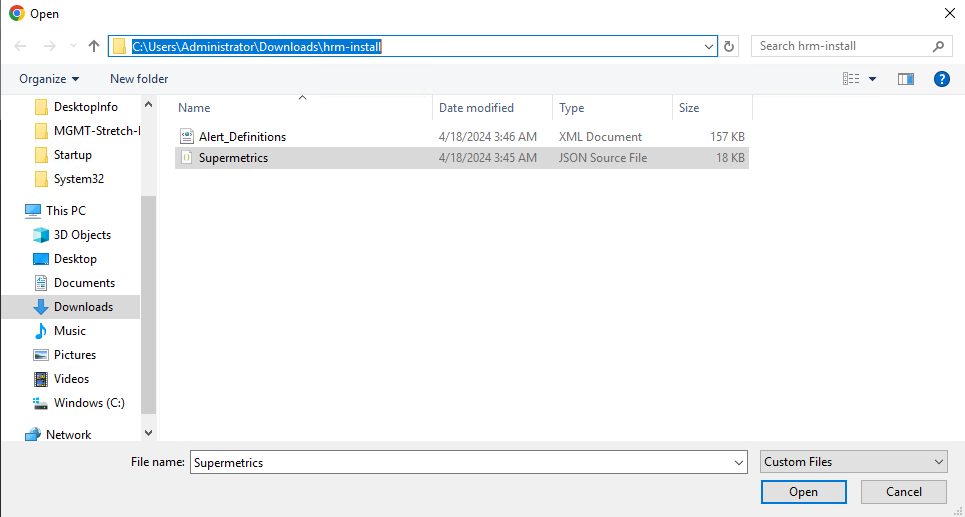 Open
C:\Users\Administrator\Downloads\hrm-install
Search hrm-install
Organize
New folder
Name
Date modified
Type
Size
Alert_Definitions 4/18/2024 3:46 AM XML Document 157 KB
Supermetrics 4/18/2024 3:45 AM JSON Source File 18 KB
DesktopInfo
MGMT-Stretch-
Startup
System32
This PC
3D Objects
Desktop
Documents
Downloads
Music
Pictures
Videos
Windows (C:)
Network
File name: Supermetrics
Custom Files
Open
Cancel